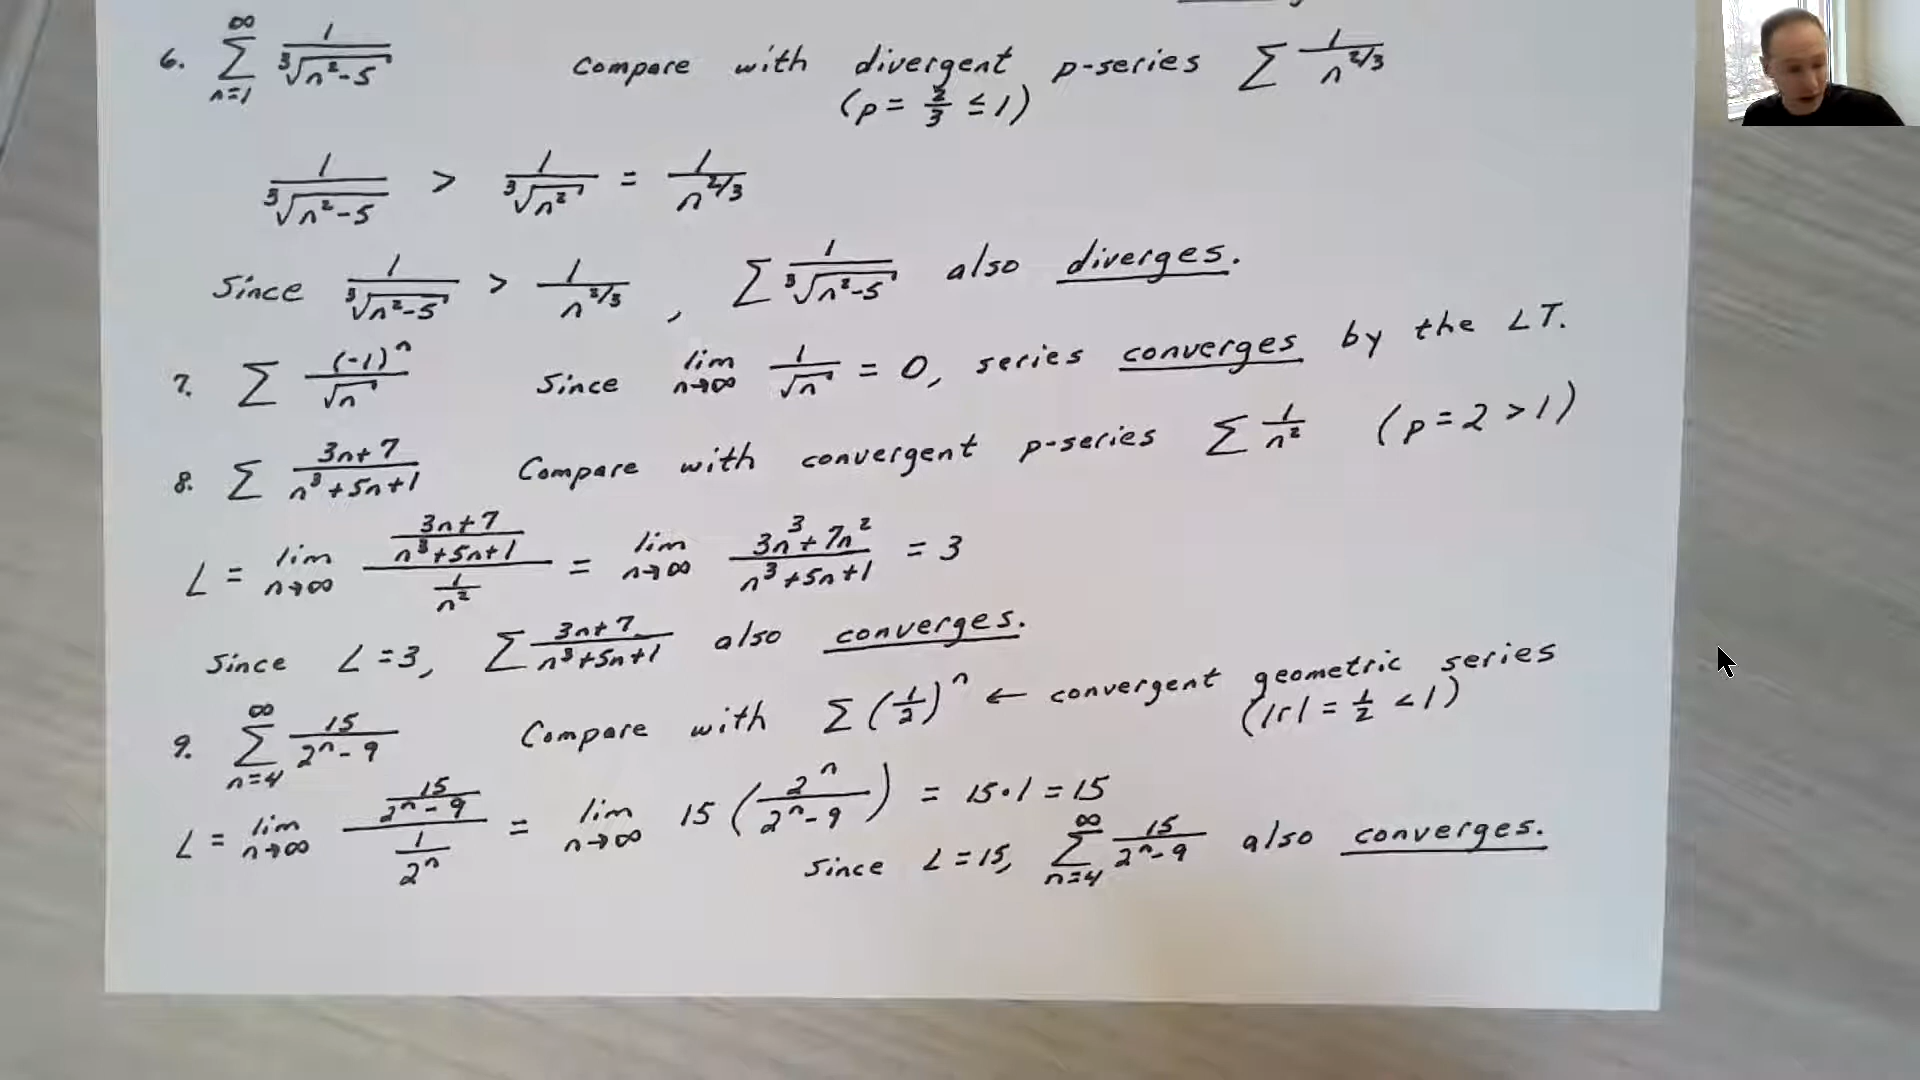 6. ∞ Σ n=1 1/∛(n²-5) Compare with divergent p-series Σ 1/n^(2/3)
(p = 2/3 ≤ 1)
1/∛(n²-5) > 1/∛(n²) = 1/n^(2/3)
Since 1/∛(n²-5) > 1/n^(2/3), Σ 1/∛(n²-5) also diverges.
7. Σ (-1)^n/√n Since lim n→∞ 1/√n = 0, series converges by the LT.
8. Σ (3n+7)/(n³+5n+1) Compare with convergent p-series Σ 1/n² (p=2>1)
L = lim n→∞ ((3n+7)/(n³+5n+1))/(1/n²) = lim n→∞ (3n³+7n²)/(n³+5n+1) = 3
Since L=3, Σ (3n+7)/(n³+5n+1) also converges.
9. ∞ Σ n=4 15/(2^n-9) Compare with Σ(1/2)^n ← convergent geometric series
(|r| = 1/2 < 1)
L = lim n→∞ (15/(2^n-9))/(1/2^n) = lim n→∞ 15(2^n/(2^n-9)) = 15·1 = 15
Since L=15, ∞ Σ n=4 15/(2^n-9) also converges.